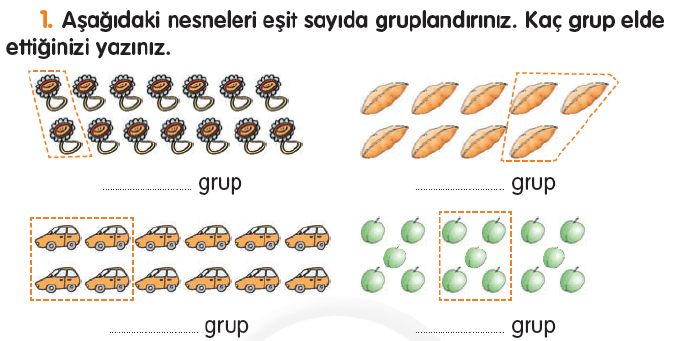 1. Aşağıdaki nesneleri eşit sayıda gruplandırınız. Kaç grup elde
ettiğinizi yazınız.
.............................. grup
.............................. grup
.............................. grup
.............................. grup